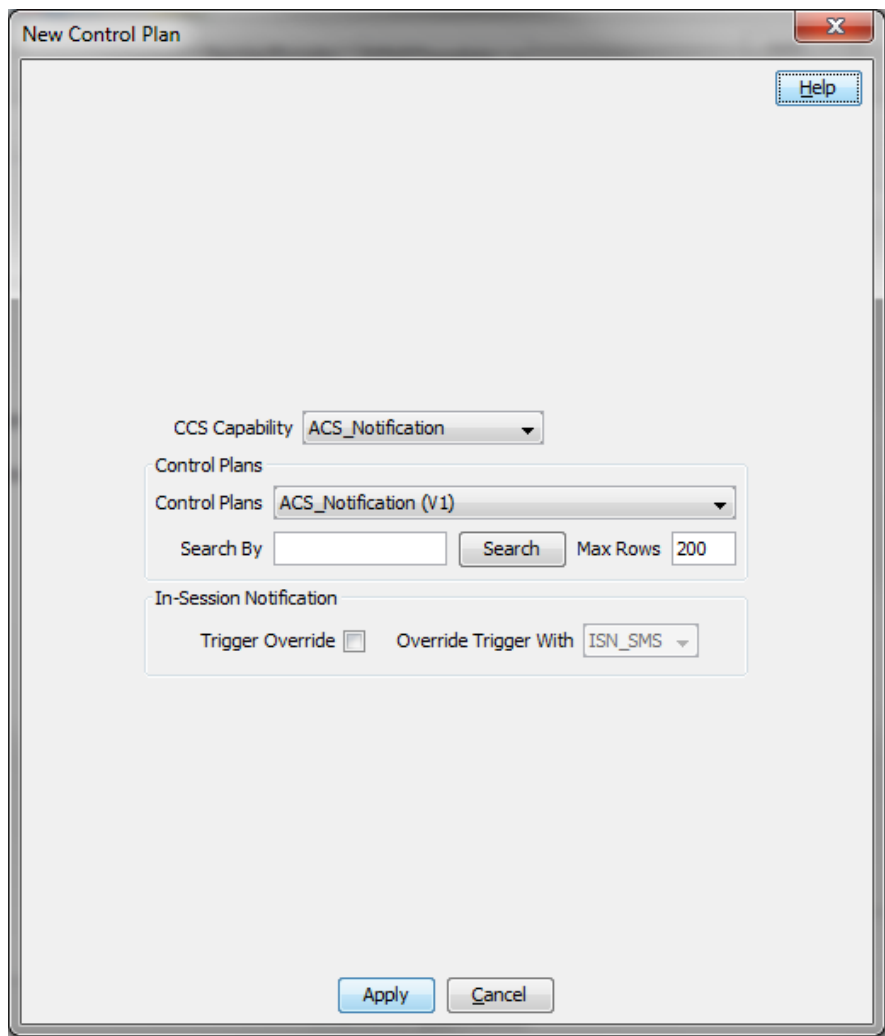 New Control Plan
Help
CCS Capability ACS_Notification
Control Plans
Control Plans ACS_Notification (V1)
Search By Search Max Rows 200
In-Session Notification
Trigger Override Override Trigger With ISN_SMS
Apply Cancel